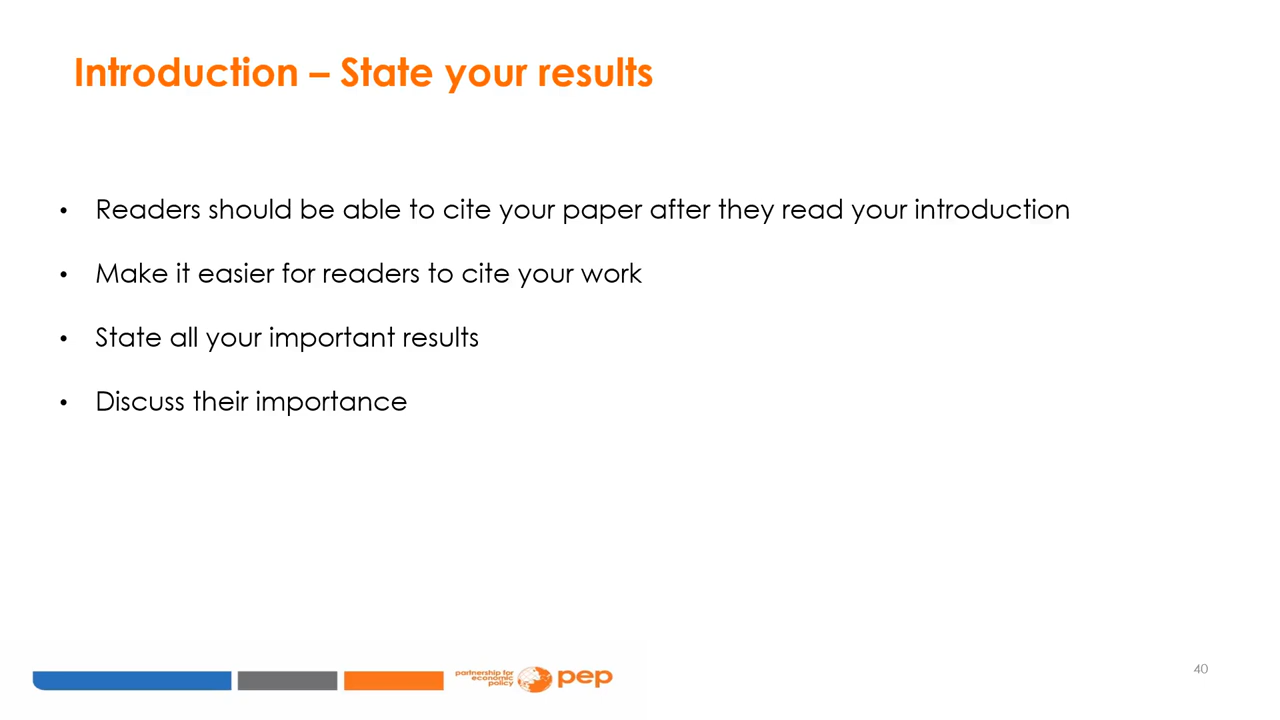 Introduction – State your results
• Readers should be able to cite your paper after they read your introduction
• Make it easier for readers to cite your work
• State all your important results
• Discuss their importance
partnership for
economic
policy
pep
40